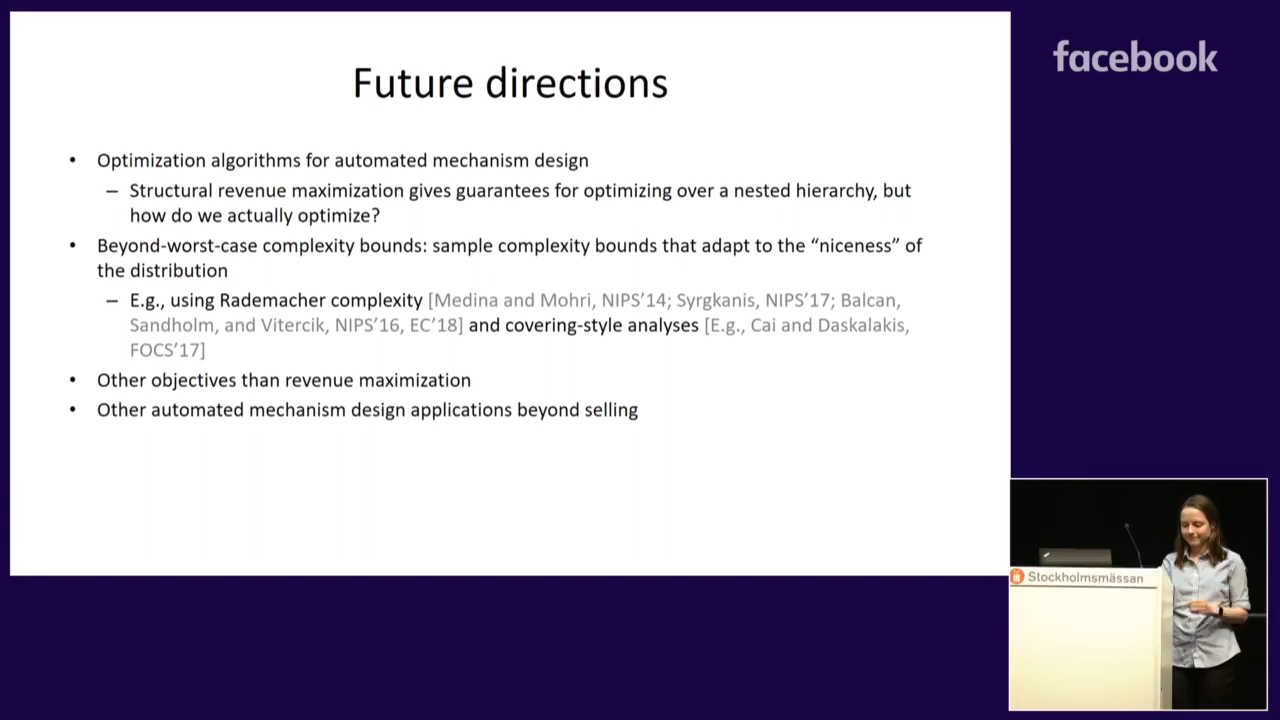 Future directions
facebook
• Optimization algorithms for automated mechanism design
– Structural revenue maximization gives guarantees for optimizing over a nested hierarchy, but
how do we actually optimize?
• Beyond-worst-case complexity bounds: sample complexity bounds that adapt to the “niceness” of
the distribution
– E.g., using Rademacher complexity [Medina and Mohri, NIPS’14; Syrgkanis, NIPS’17; Balcan,
Sandholm, and Vitercik, NIPS’16, EC’18] and covering-style analyses [E.g., Cai and Daskalakis,
FOCS’17]
• Other objectives than revenue maximization
• Other automated mechanism design applications beyond selling
Stockholmsmässan